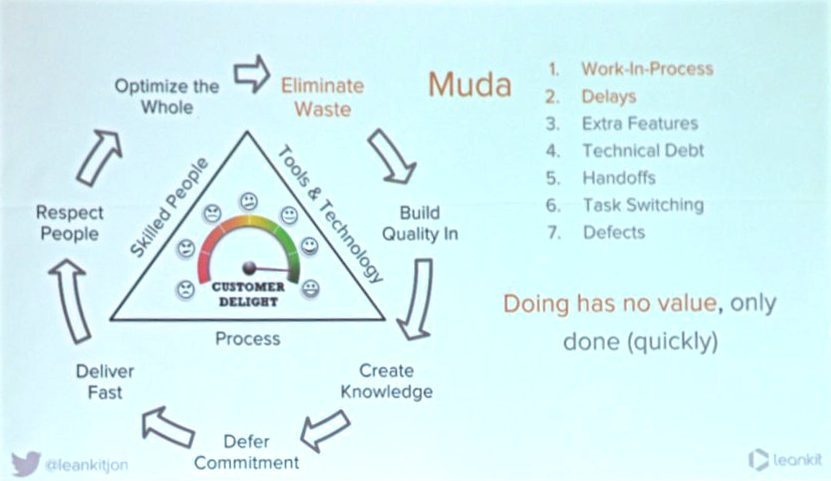 Optimize the
Whole
Eliminate
Waste
Build
Quality In
Create
Knowledge
Defer
Commitment
Deliver
Fast
Respect
People
Skilled People
Tools & Technology
Process
CUSTOMER
DELIGHT
Muda
1. Work-In-Process
2. Delays
3. Extra Features
4. Technical Debt
5. Handoffs
6. Task Switching
7. Defects
Doing has no value, only
done (quickly)
@leankitjon
leankit